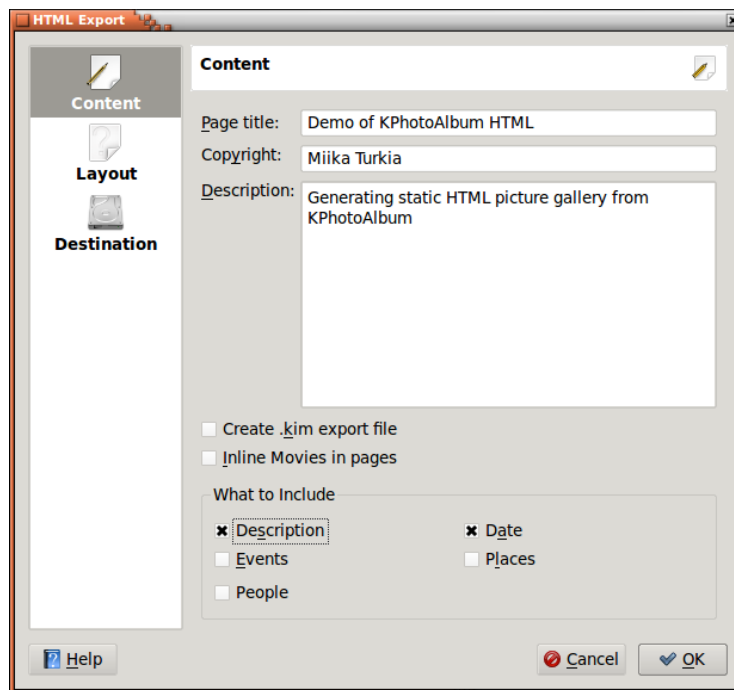 HTML Export
Content
Layout
Destination
Content
Page title: Demo of KPhotoAlbum HTML
Copyright: Miika Turkia
Description: Generating static HTML picture gallery from
KPhotoAlbum
Create .kim export file
Inline Movies in pages
What to Include
Description Date
Events Places
People
Help Cancel OK